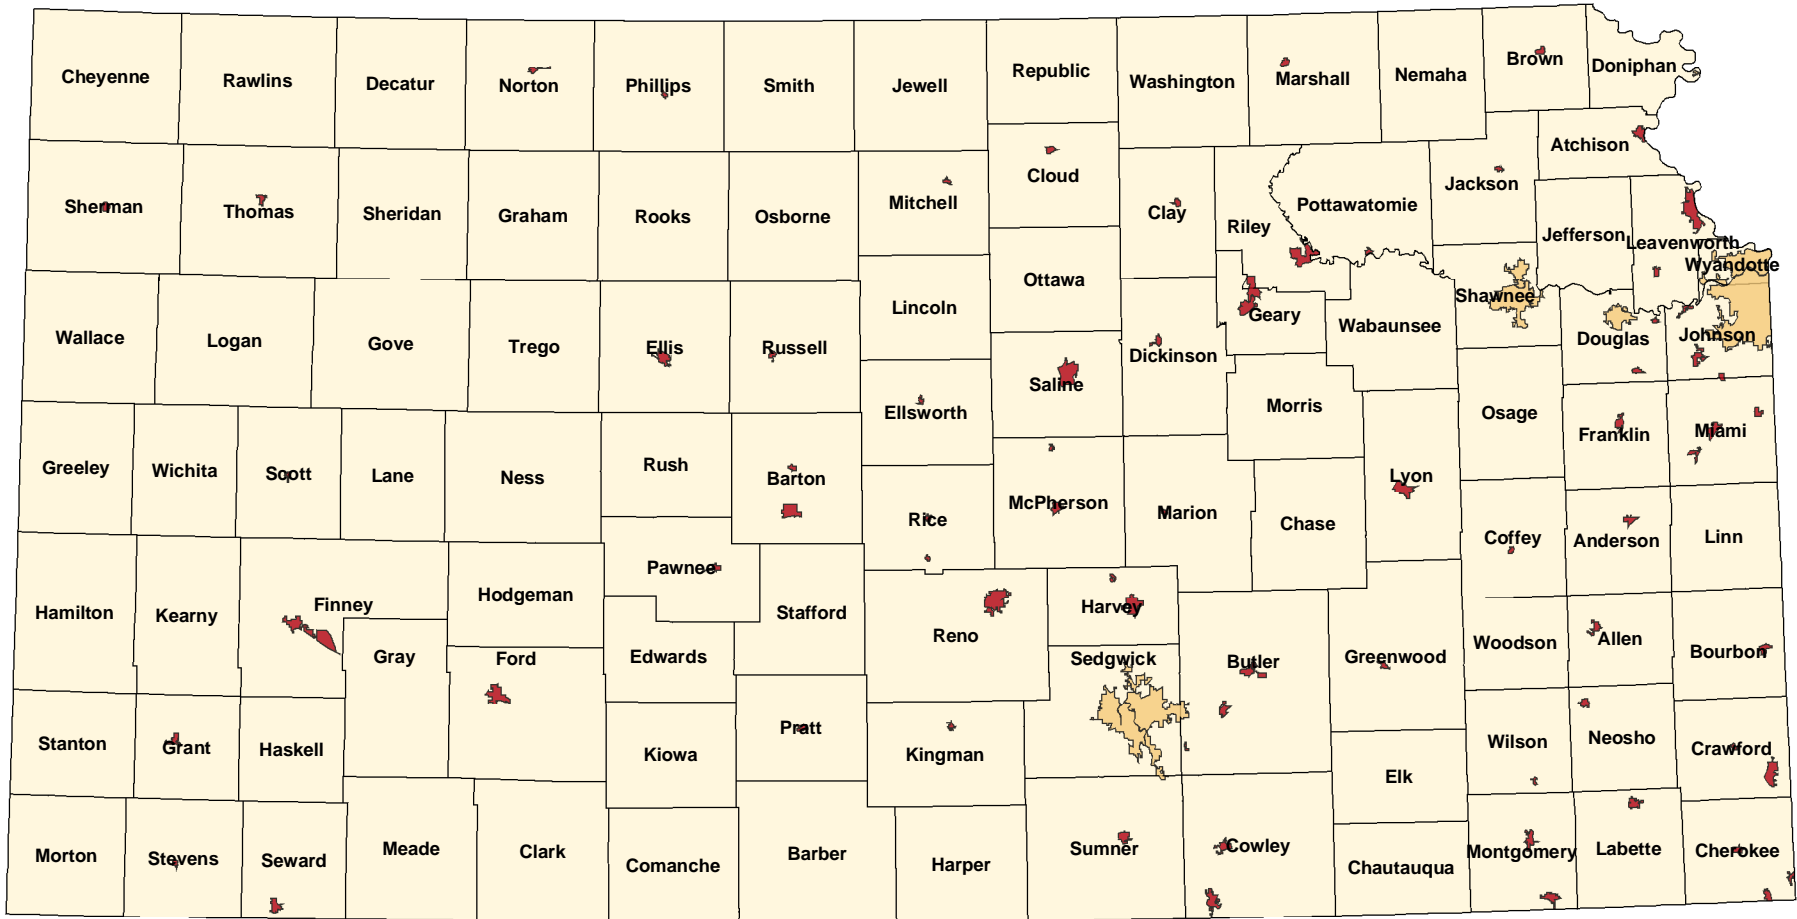 Cheyenne
Rawlins
Decatur
Norton
Phillips
Smith
Jewell
Republic
Washington
Marshall
Nemaha
Brown
Doniphan
Sherman
Thomas
Sheridan
Graham
Rooks
Osborne
Mitchell
Cloud
Clay
Riley
Pottawatomie
Jackson
Atchison
Jefferson
Leavenworth
Wyandotte
Wallace
Logan
Gove
Trego
Ellis
Russell
Lincoln
Ottawa
Saline
Dickinson
Geary
Wabaunsee
Shawnee
Douglas
Johnson
Ellsworth
Morris
Osage
Franklin
Miami
Greeley
Wichita
Scott
Lane
Ness
Rush
Barton
Rice
McPherson
Marion
Chase
Lyon
Coffey
Anderson
Linn
Hamilton
Kearny
Finney
Hodgeman
Pawnee
Stafford
Reno
Harvey
Gray
Ford
Edwards
Sedgwick
Butler
Greenwood
Woodson
Allen
Bourbon
Stanton
Grant
Haskell
Kiowa
Pratt
Kingman
Elk
Wilson
Neosho
Crawford
Morton
Stevens
Seward
Meade
Clark
Comanche
Barber
Harper
Sumner
Cowley
Chautauqua
Montgomery
Labette
Cherokee